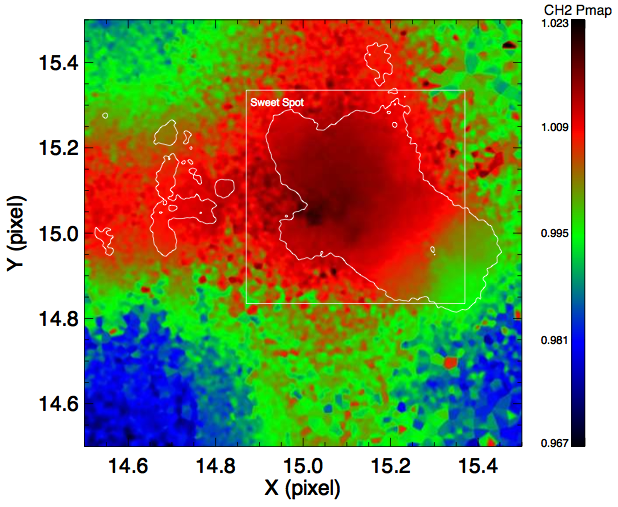 CH2 Pmap
1.023
15.4
Sweet Spot
1.009
15.2
Y (pixel)
15.0
0.995
14.8
0.981
14.6
0.967
14.6 14.8 15.0 15.2 15.4
X (pixel)